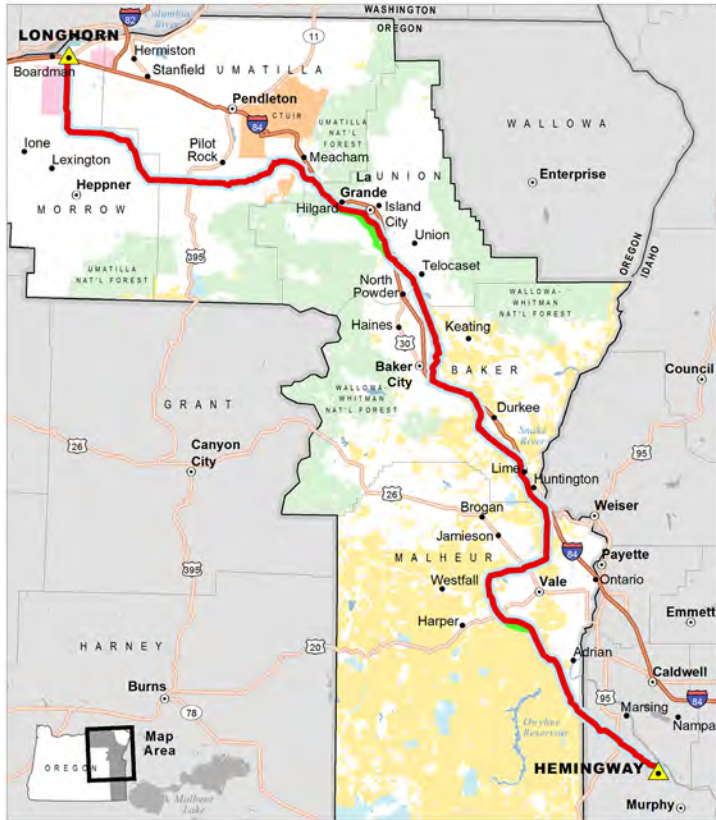 WASHINGTON
OREGON
Columbia
River
82
LONGHORN
11
Hermiston
Boardman
Stanfield
UMATILLA
Pendleton
CTUIR
84
UMATILLA
NAT'L
FOREST
WALLOWA
Ione
Pilot
Rock
Meacham
Lexington
La
Grande
UNION
Enterprise
Heppner
Hilgard
Island
City
MORROW
Union
OREGON
IDAHO
395
Telocaset
UMATILLA
NAT'L FOREST
North
Powder
WALLOWA-
WHITMAN
NAT'L FOREST
Haines
Keating
30
Baker
City
BAKER
Council
WALLOWA-
WHITMAN
NAT'L FOREST
GRANT
Durkee
Snake
River
26
Canyon
City
95
Lime
Huntington
26
Brogan
Weiser
Jamieson
MALHEUR
84
Payette
395
Westfall
Vale
Ontario
Harper
Emmett
HARNEY
20
Adrian
Caldwell
Burns
95
84
78
Marsing
Nampa
Map
Area
Owyhee
Reservoir
OREGON
HEMINGWAY
Malheur
Lake
Murphy